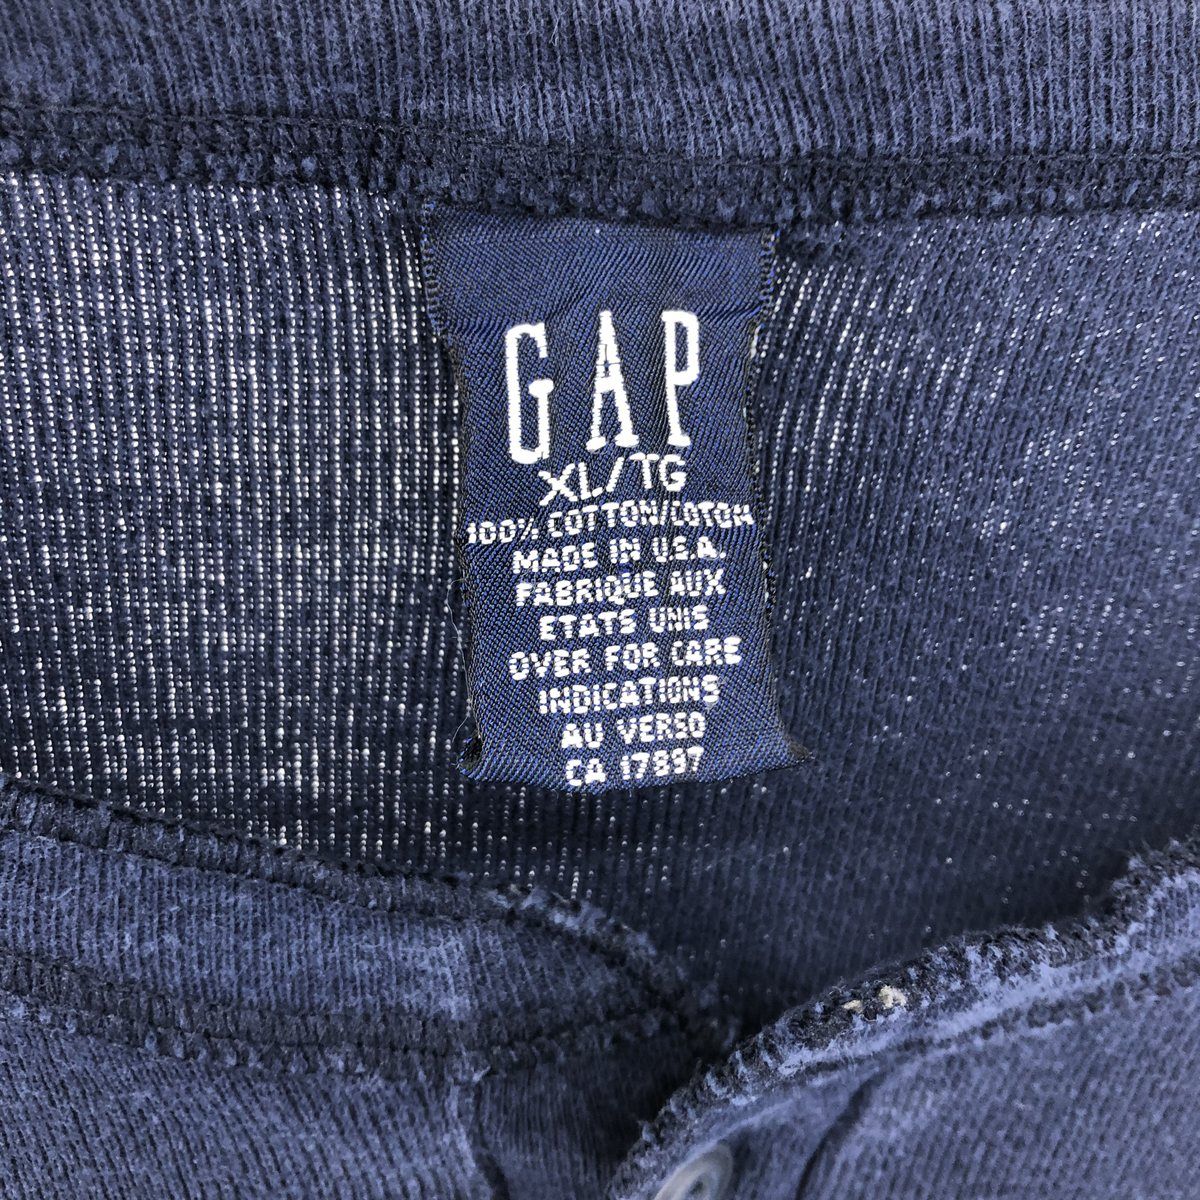 GAP
XL/TG
100% COTTON/COTON
MADE IN U.S.A.
FABRIQUE AUX
ETATS UNIS
OVER FOR CARE
INDICATIONS
AU VERSO
CA 17897